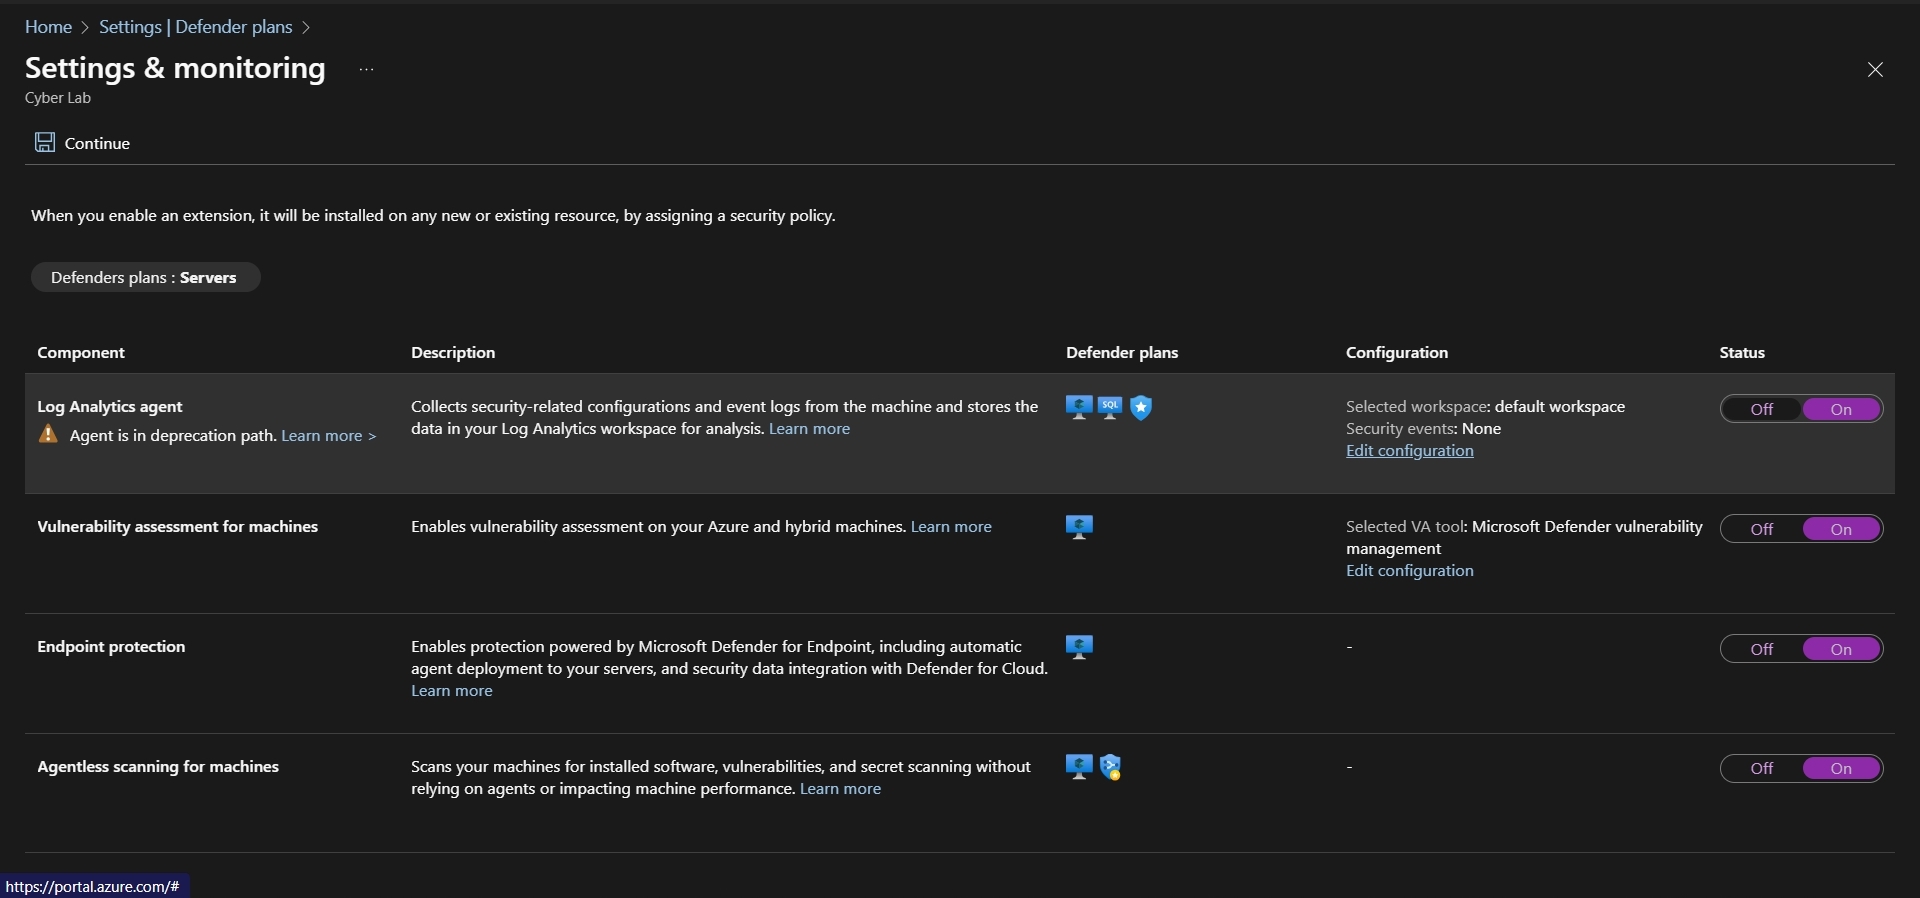 Home > Settings | Defender plans >
Settings & monitoring ...
Cyber Lab
Continue
When you enable an extension, it will be installed on any new or existing resource, by assigning a security policy.
Defenders plans : Servers
Component Description Defender plans Configuration Status
Log Analytics agent
Agent is in deprecation path. Learn more >
Collects security-related configurations and event logs from the machine and stores the
data in your Log Analytics workspace for analysis. Learn more
SQL
Selected workspace: default workspace
Security events: None
Edit configuration
Off On
Vulnerability assessment for machines
Enables vulnerability assessment on your Azure and hybrid machines. Learn more
Selected VA tool: Microsoft Defender vulnerability
management
Edit configuration
Off On
Endpoint protection
Enables protection powered by Microsoft Defender for Endpoint, including automatic
agent deployment to your servers, and security data integration with Defender for Cloud.
Learn more
-
Off On
Agentless scanning for machines
Scans your machines for installed software, vulnerabilities, and secret scanning without
relying on agents or impacting machine performance. Learn more
-
Off On
https://portal.azure.com/#